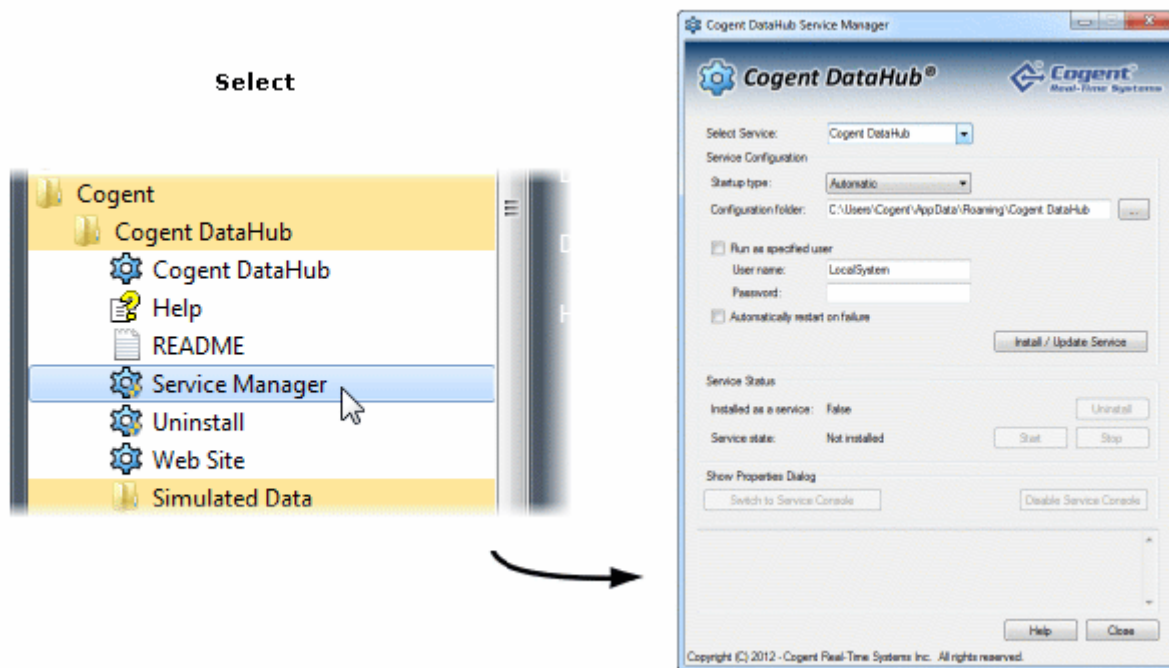 Select
Cogent
Cogent DataHub
Cogent DataHub
Help
README
Service Manager
Uninstall
Web Site
Simulated Data
Cogent DataHub Service Manager
Cogent DataHub®
Cogent
Real-Time Systems
Select Service: Cogent DataHub
Service Configuration
Startup type: Automatic
Configuration folder: C:\Users\Cogent\AppData\Roaming\Cogent DataHub ...
Run as specified user
User name: LocalSystem
Password:
Automatically restart on failure
Install / Update Service
Service Status
Installed as a service: False Uninstall
Service state: Not installed Start Stop
Show Properties Dialog
Switch to Service Console Disable Service Console
Help Close
Copyright (C) 2012 - Cogent Real-Time Systems Inc. All rights reserved.